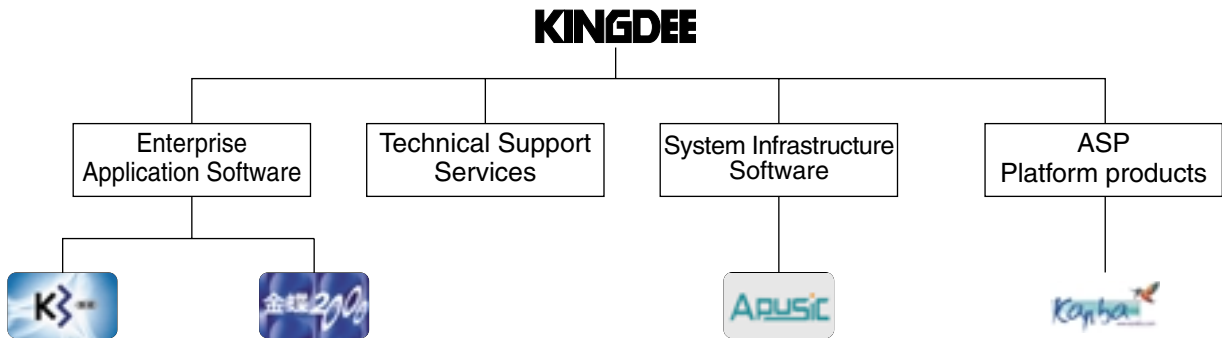 KINGDEE
Enterprise
Application Software
Technical Support
Services
System Infrastructure
Software
ASP
Platform products
K3
金蝶2000
Apusic
Kanba